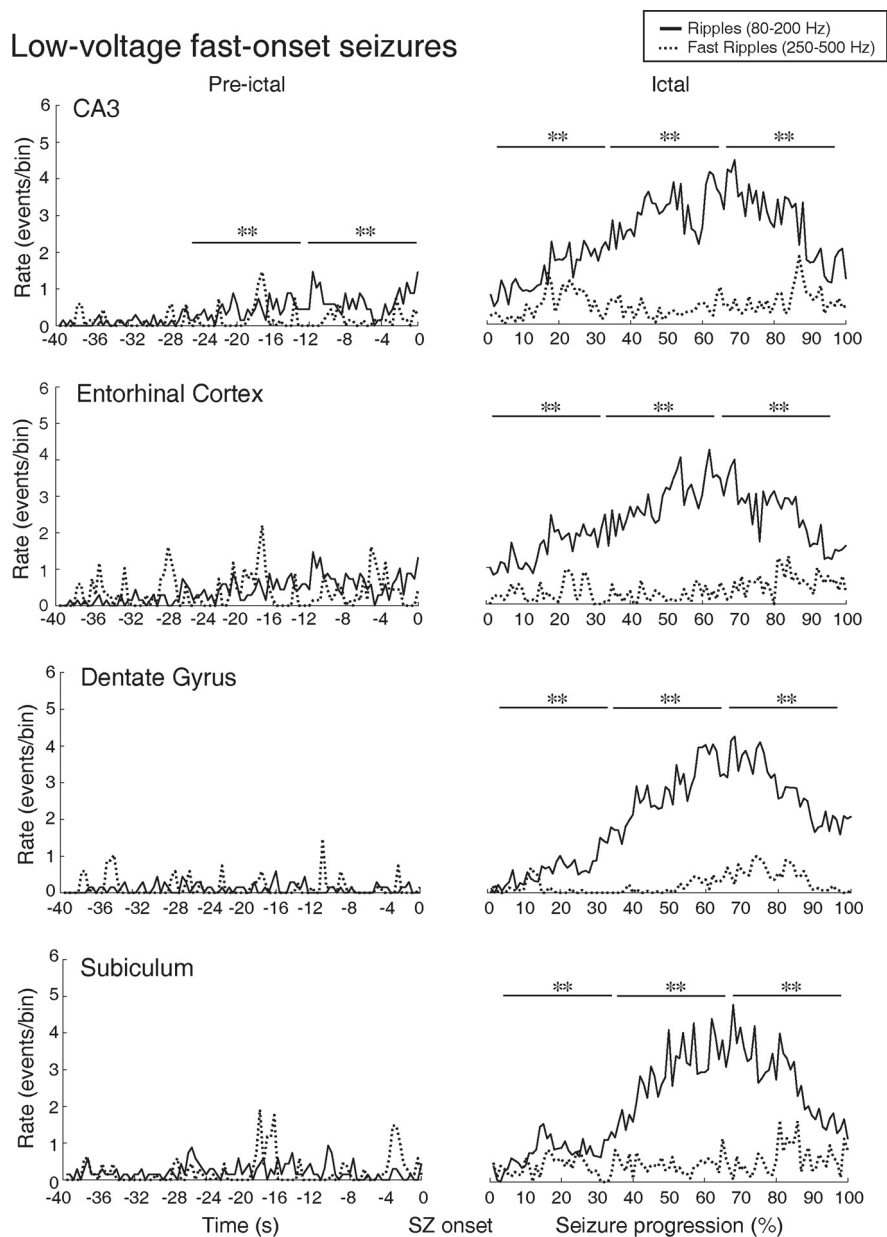 Ripples (80-200 Hz)
Fast Ripples (250-500 Hz)
Low-voltage fast-onset seizures
Pre-ictal
Ictal
CA3
Rate (events/bin)
6
5
4
3
2
1
0
** **
-40 -36 -32 -28 -24 -20 -16 -12 -8 -4 0
** ** **
0 10 20 30 40 50 60 70 80 90 100
Entorhinal Cortex
Rate (events/bin)
6
5
4
3
2
1
0
-40 -36 -32 -28 -24 -20 -16 -12 -8 -4 0
** ** **
0 10 20 30 40 50 60 70 80 90 100
Dentate Gyrus
Rate (events/bin)
6
5
4
3
2
1
0
-40 -36 -32 -28 -24 -20 -16 -12 -8 -4 0
** ** **
0 10 20 30 40 50 60 70 80 90 100
Subiculum
Rate (events/bin)
6
5
4
3
2
1
0
-40 -36 -32 -28 -24 -20 -16 -12 -8 -4 0
** ** **
0 10 20 30 40 50 60 70 80 90 100
Time (s) SZ onset Seizure progression (%)